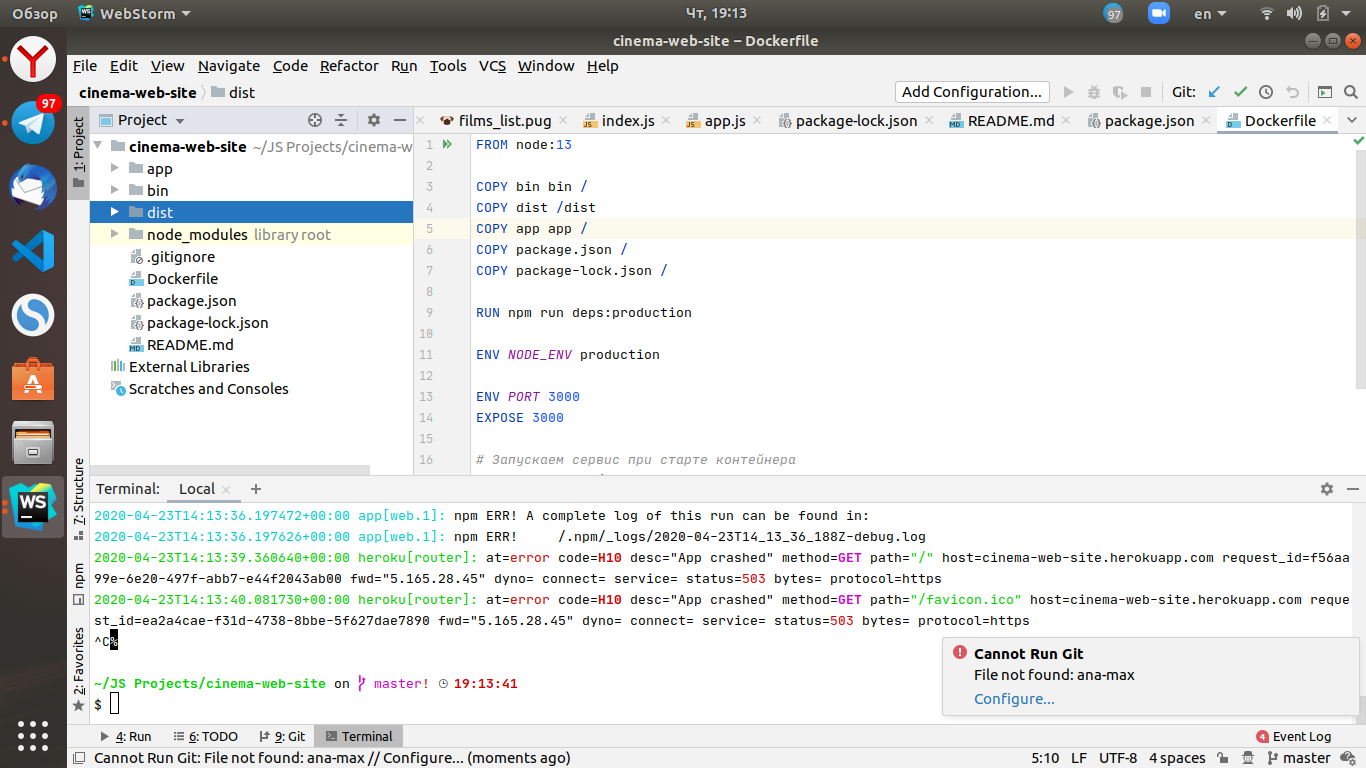 Обзор WebStorm Чт, 19:13 97 en
cinema-web-site – Dockerfile
97
File Edit View Navigate Code Refactor Run Tools VCS Window Help
cinema-web-site dist Add Configuration... Git:
1: Project
Project
films_list.pug index.js app.js package-lock.json README.md package.json Dockerfile
cinema-web-site ~/JS Projects/cinema-w
app
bin
dist
node_modules library root
.gitignore
Dockerfile
package.json
package-lock.json
README.md
External Libraries
Scratches and Consoles
1 FROM node:13
2
3 COPY bin bin /
4 COPY dist /dist
5 COPY app app /
6 COPY package.json /
7 COPY package-lock.json /
8
9 RUN npm run deps:production
10
11 ENV NODE_ENV production
12
13 ENV PORT 3000
14 EXPOSE 3000
15
16 # Запускаем сервис при старте контейнера
7: Structure
npm
2: Favorites
Terminal: Local +
2020-04-23T14:13:36.197472+00:00 app[web.1]: npm ERR! A complete log of this run can be found in:
2020-04-23T14:13:36.197626+00:00 app[web.1]: npm ERR!     /.npm/_logs/2020-04-23T14_13_36_188Z-debug.log
2020-04-23T14:13:39.360640+00:00 heroku[router]: at=error code=H10 desc="App crashed" method=GET path="/" host=cinema-web-site.herokuapp.com request_id=f56aa
99e-6e20-497f-abb7-e44f2043ab00 fwd="5.165.28.45" dyno= connect= service= status=503 bytes= protocol=https
2020-04-23T14:13:40.081730+00:00 heroku[router]: at=error code=H10 desc="App crashed" method=GET path="/favicon.ico" host=cinema-web-site.herokuapp.com reque
st_id=ea2a4cae-f31d-4738-8bbe-5f627dae7890 fwd="5.165.28.45" dyno= connect= service= status=503 bytes= protocol=https
^C%
~/JS Projects/cinema-web-site on master! 19:13:41
$
Cannot Run Git
File not found: ana-max
Configure...
4: Run 6: TODO 9: Git Terminal 4 Event Log
Cannot Run Git: File not found: ana-max // Configure... (moments ago) 5:10 LF UTF-8 4 spaces master